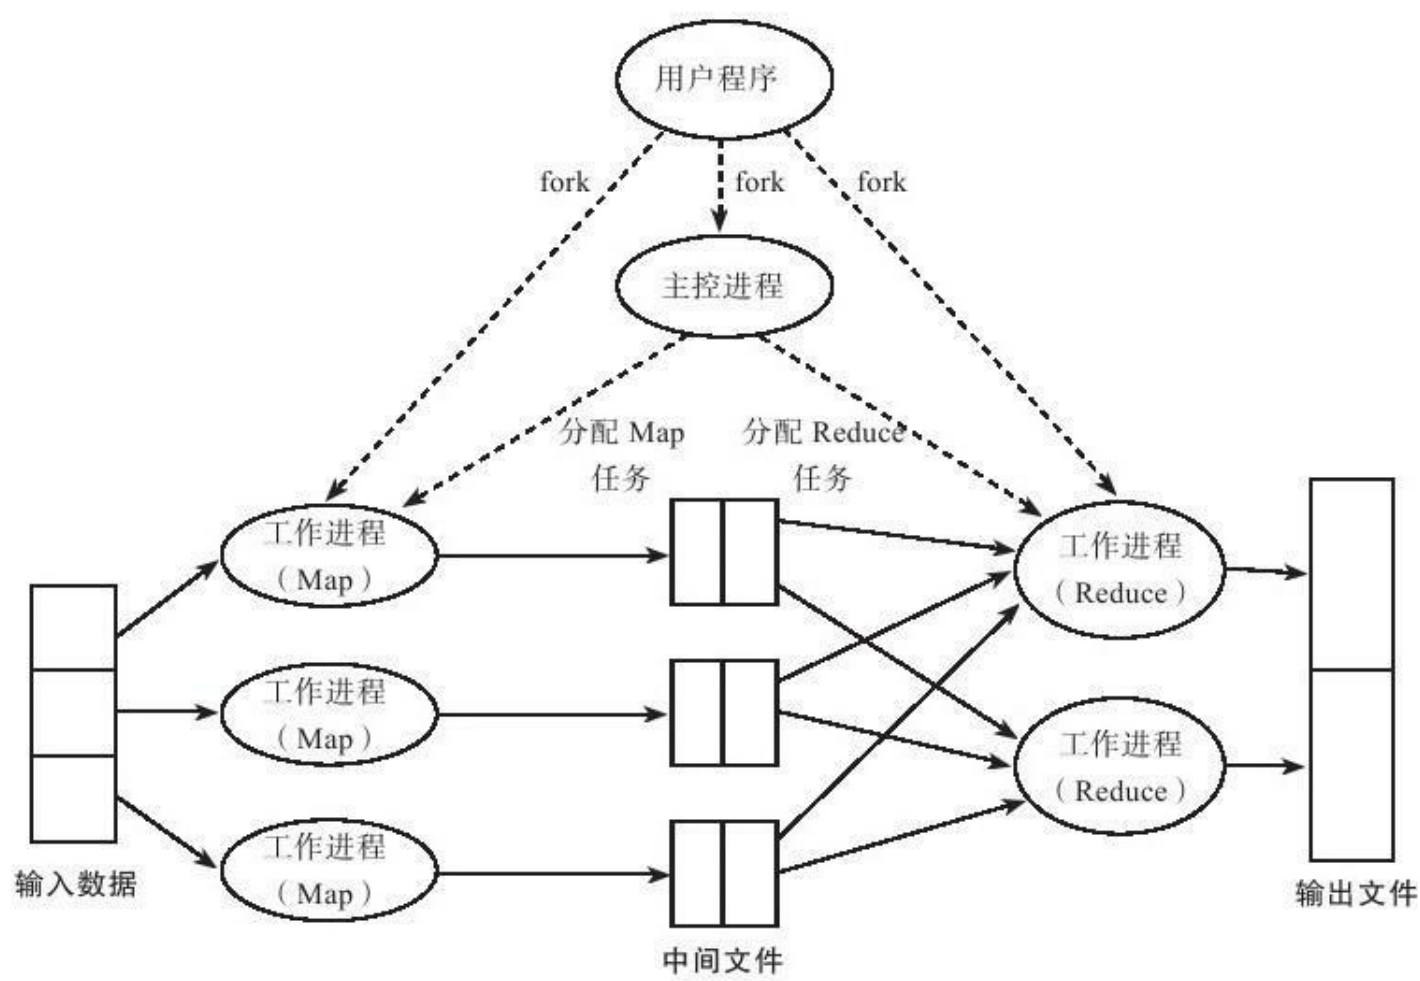 用户程序
fork
fork
fork
主控进程
分配 Map
任务
分配 Reduce
任务
工作进程
（Map）
工作进程
（Map）
工作进程
（Map）
工作进程
（Reduce）
工作进程
（Reduce）
输入数据
中间文件
输出文件